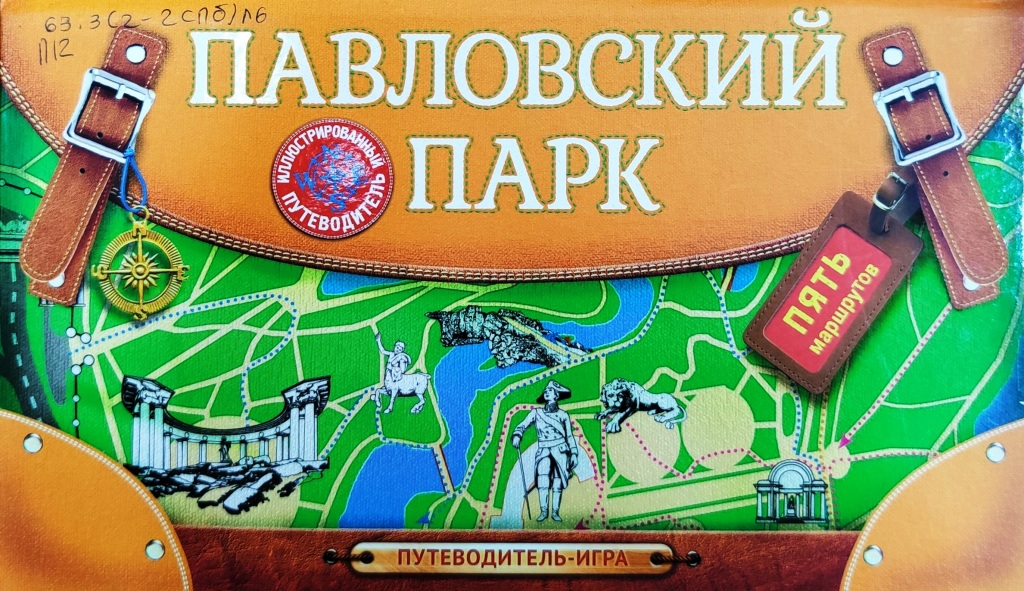 63.3(2-2СПб)Л6
П12
ПАВЛОВСКИЙ
ПАРК
ИЛЛЮСТРИРОВАННЫЙ
ПУТЕВОДИТЕЛЬ
ПЯТЬ
маршрутов
ПУТЕВОДИТЕЛЬ-ИГРА